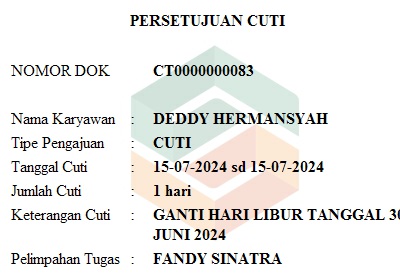 PERSETUJUAN CUTI
NOMOR DOK CT0000000083
Nama Karyawan : DEDDY HERMANSYAH
Tipe Pengajuan : CUTI
Tanggal Cuti : 15-07-2024 sd 15-07-2024
Jumlah Cuti : 1 hari
Keterangan Cuti : GANTI HARI LIBUR TANGGAL 30
JUNI 2024
Pelimpahan Tugas : FANDY SINATRA